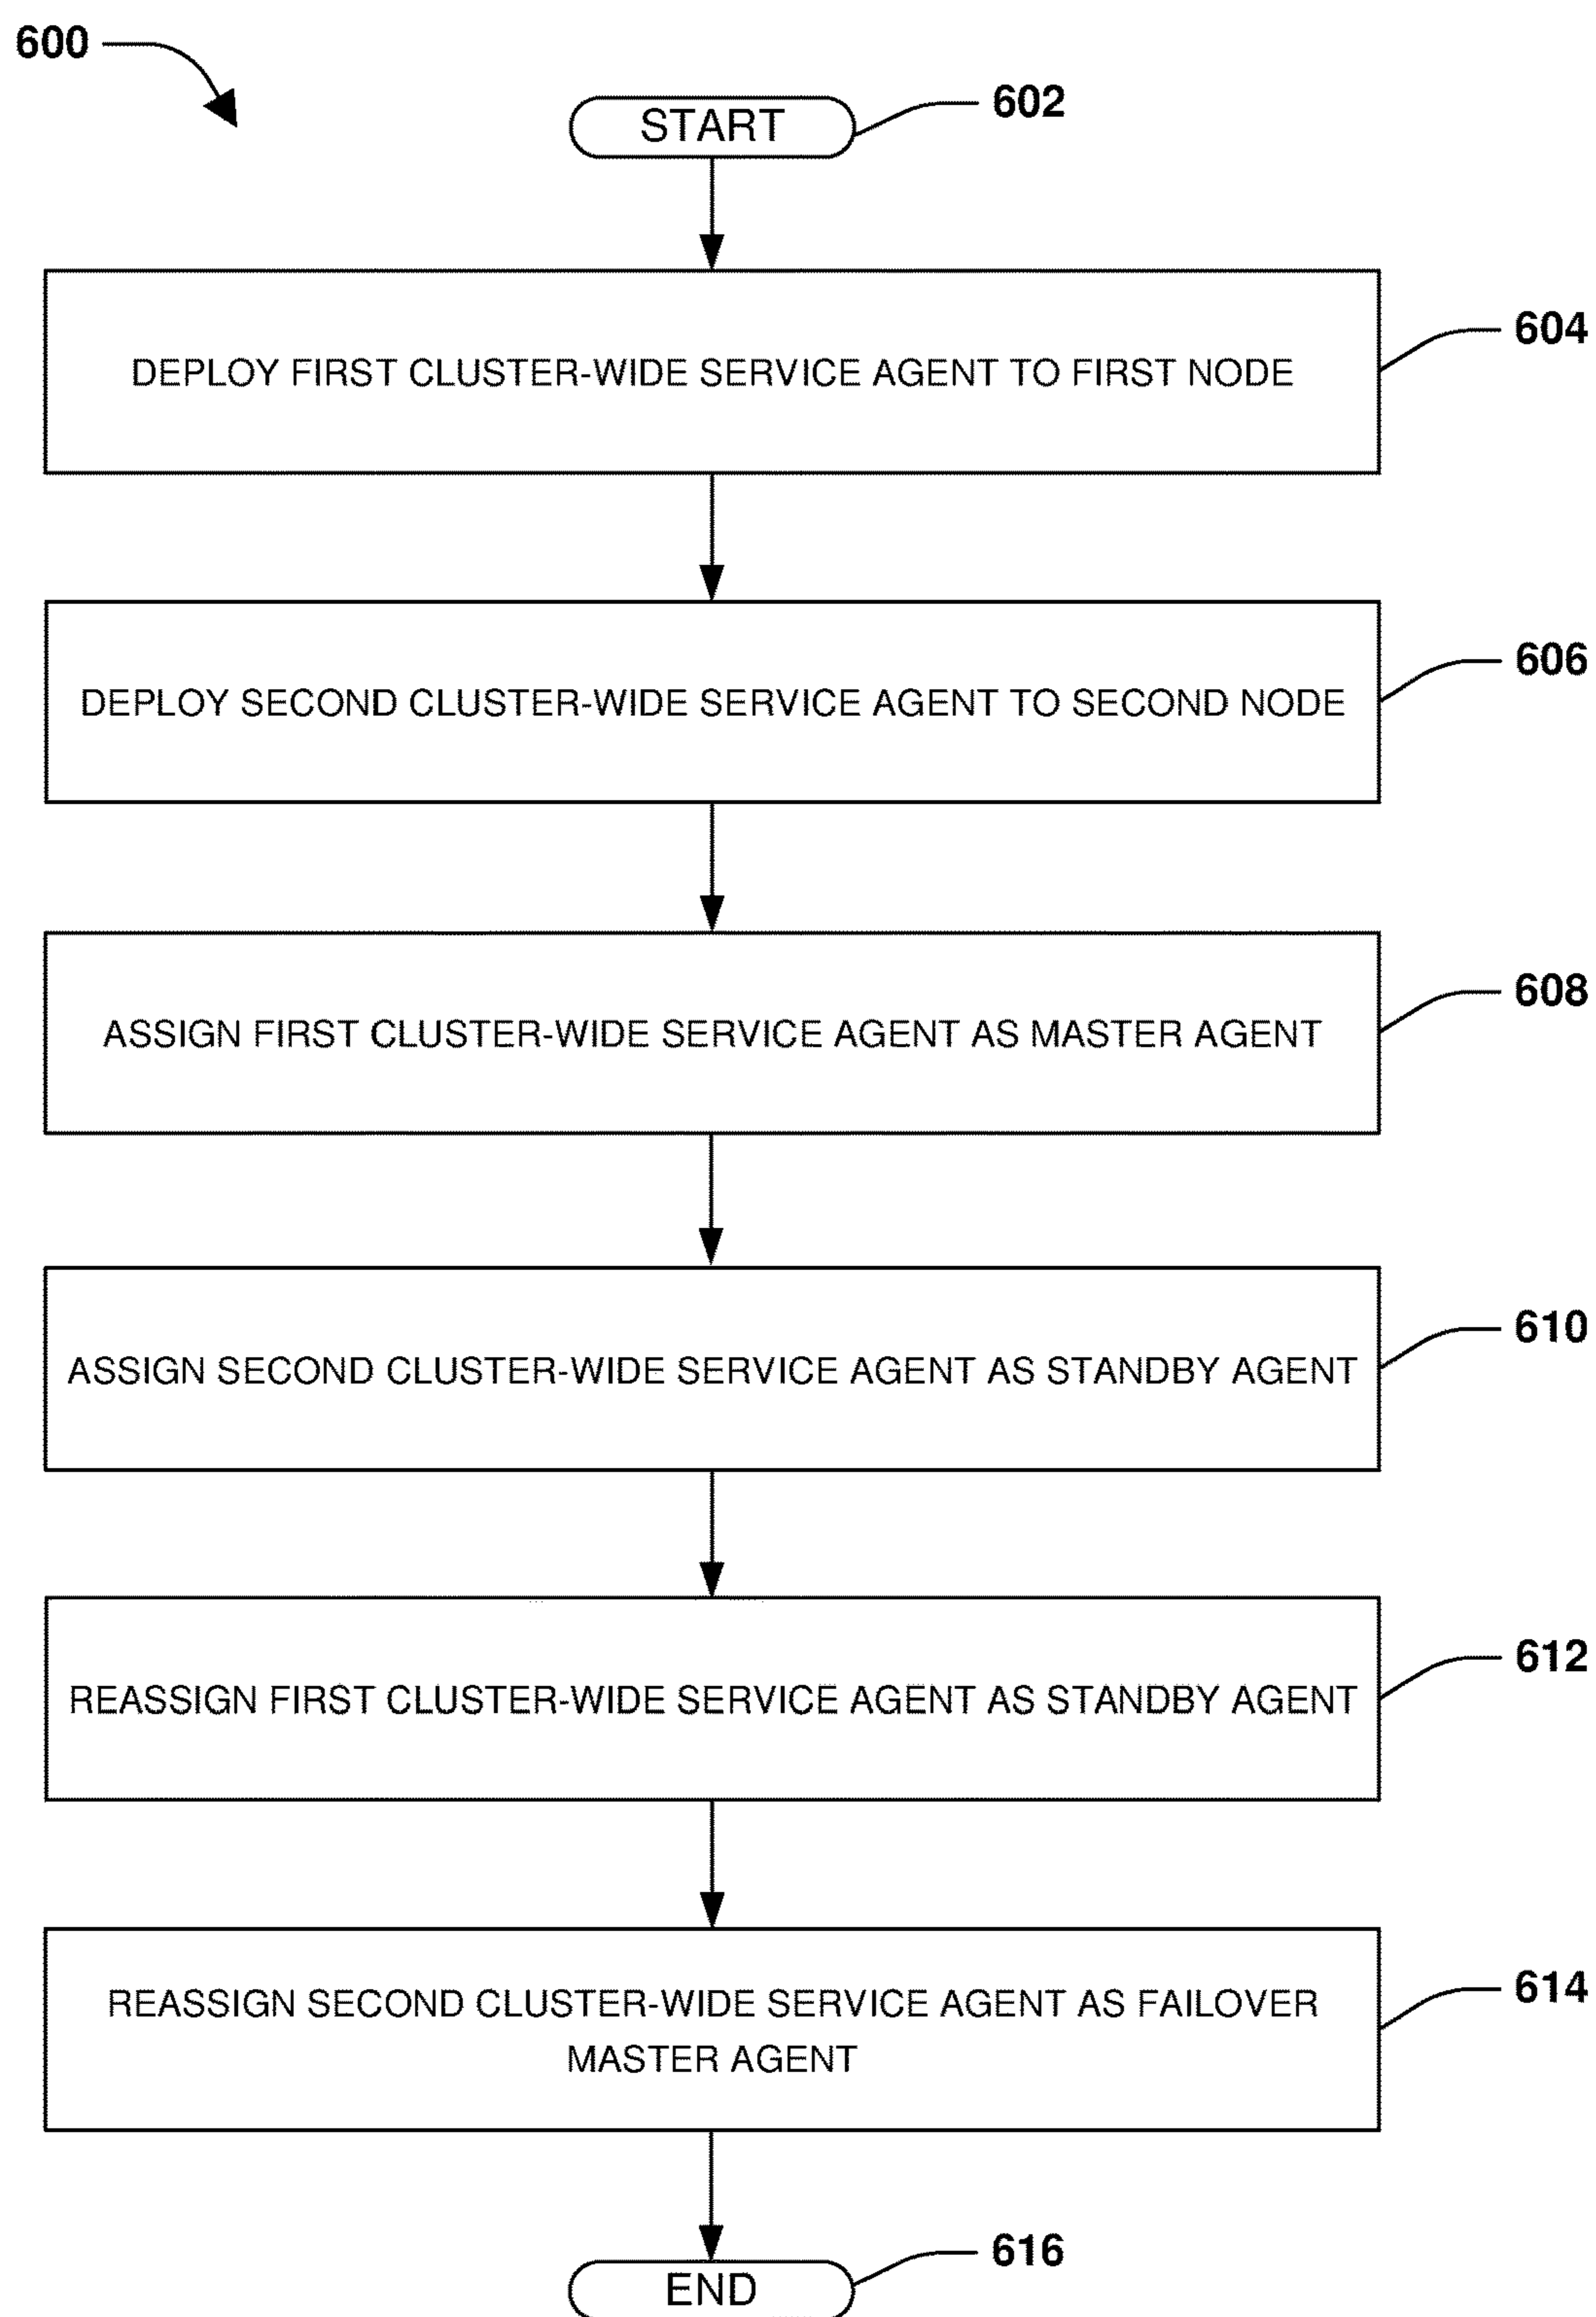 600
START
602
DEPLOY FIRST CLUSTER-WIDE SERVICE AGENT TO FIRST NODE
604
DEPLOY SECOND CLUSTER-WIDE SERVICE AGENT TO SECOND NODE
606
ASSIGN FIRST CLUSTER-WIDE SERVICE AGENT AS MASTER AGENT
608
ASSIGN SECOND CLUSTER-WIDE SERVICE AGENT AS STANDBY AGENT
610
REASSIGN FIRST CLUSTER-WIDE SERVICE AGENT AS STANDBY AGENT
612
REASSIGN SECOND CLUSTER-WIDE SERVICE AGENT AS FAILOVER
MASTER AGENT
614
END
616